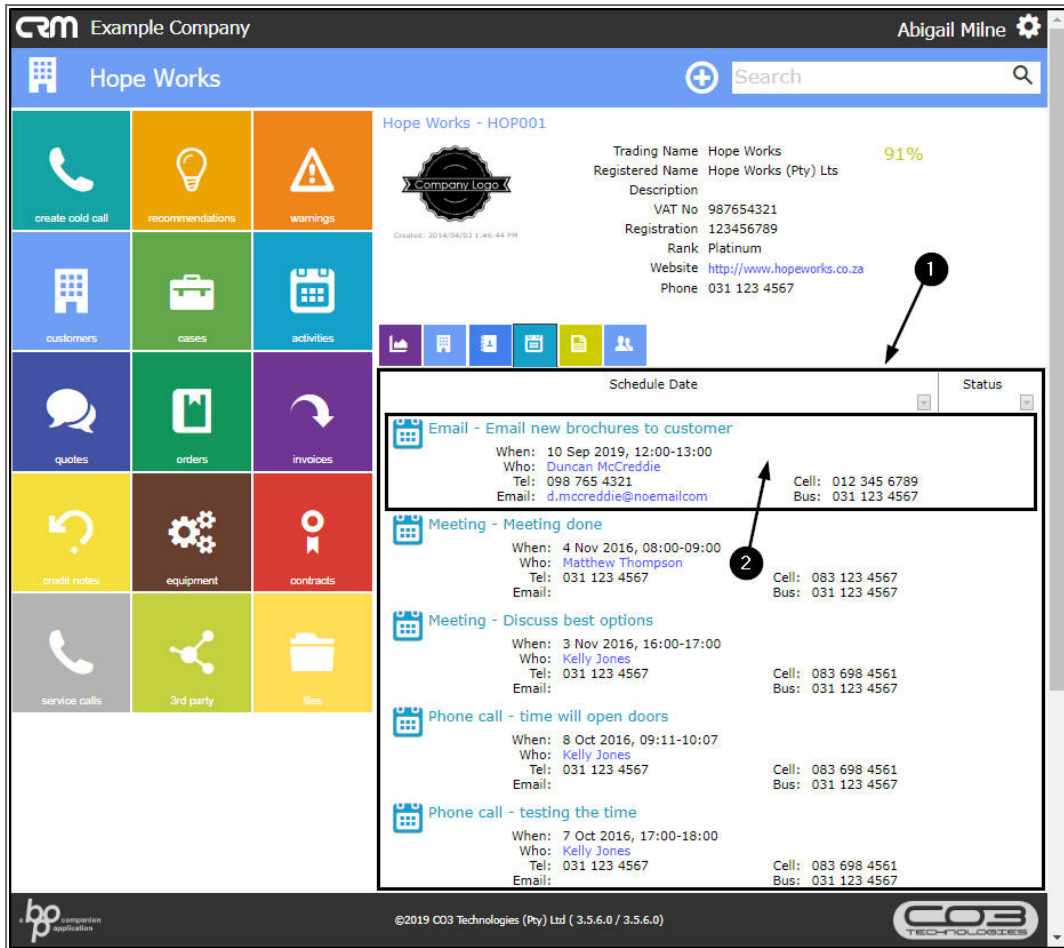 CRM Example Company
Abigail Milne
Hope Works
Search
create cold call
recommendations
warnings
customers
cases
activities
quotes
orders
invoices
credit notes
equipment
contracts
service calls
3rd party
files
Hope Works - HOP001
Company Logo
Created: 2014/04/03 1:46:44 PM
Trading Name Hope Works
91%
Registered Name Hope Works (Pty) Lts
Description
VAT No 987654321
Registration 123456789
Rank Platinum
Website http://www.hopeworks.co.za
Phone 031 123 4567
1
Schedule Date Status
Email - Email new brochures to customer
When: 10 Sep 2019, 12:00-13:00
Who: Duncan McCreddie
Tel: 098 765 4321 Cell: 012 345 6789
Email: d.mccreddie@noemailcom Bus: 031 123 4567
2
Meeting - Meeting done
When: 4 Nov 2016, 08:00-09:00
Who: Matthew Thompson
Tel: 031 123 4567 Cell: 083 123 4567
Email: Bus: 031 123 4567
Meeting - Discuss best options
When: 3 Nov 2016, 16:00-17:00
Who: Kelly Jones
Tel: 031 123 4567 Cell: 083 698 4561
Email: Bus: 031 123 4567
Phone call - time will open doors
When: 8 Oct 2016, 09:11-10:07
Who: Kelly Jones
Tel: 031 123 4567 Cell: 083 698 4561
Email: Bus: 031 123 4567
Phone call - testing the time
When: 7 Oct 2016, 17:00-18:00
Who: Kelly Jones
Tel: 031 123 4567 Cell: 083 698 4561
Email: Bus: 031 123 4567
a bpo companion
application
©2019 CO3 Technologies (Pty) Ltd ( 3.5.6.0 / 3.5.6.0)
CO3
TECHNOLOGIES